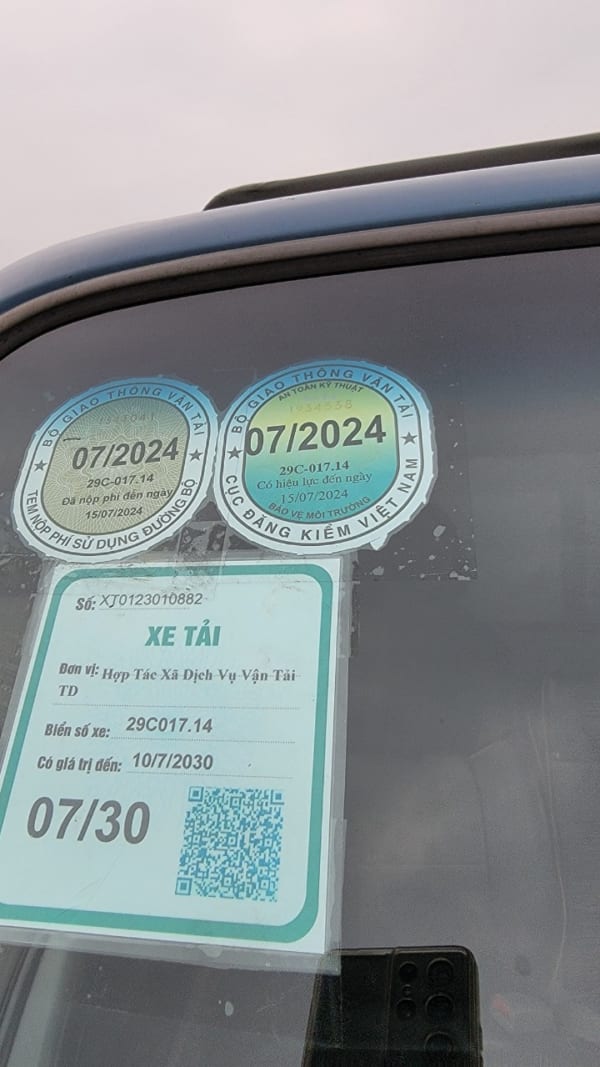 BỘ GIAO THÔNG VẬN TẢI
1341041
07/2024
29C-017.14
Đã nộp phí đến ngày
15/07/2024
TEM NỘP PHÍ SỬ DỤNG ĐƯỜNG BỘ
BỘ GIAO THÔNG VẬN TẢI
AN TOÀN KỸ THUẬT
1934538
07/2024
29C-017.14
Có hiệu lực đến ngày
15/07/2024
BẢO VỆ MÔI TRƯỜNG
CỤC ĐĂNG KIỂM VIỆT NAM
Số: XJ0123010882
XE TẢI
Đơn vị: Hợp Tác Xã Dịch Vụ Vận Tải
TD
Biển số xe: 29C017.14
Có giá trị đến: 10/7/2030
07/30